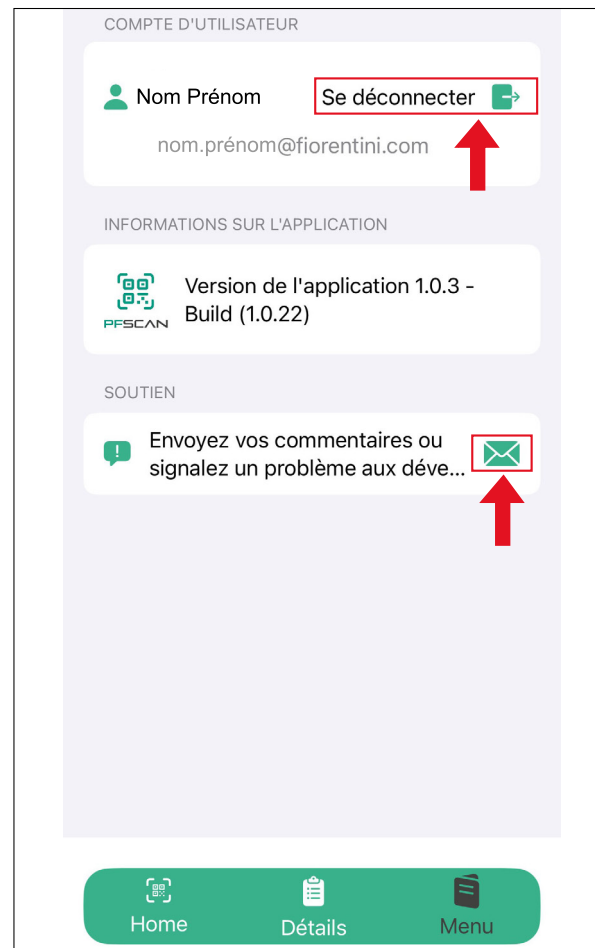 COMPTE D'UTILISATEUR
Nom Prénom
Se déconnecter
nom.prénom@fiorentini.com
INFORMATIONS SUR L'APPLICATION
Version de l'application 1.0.3 -
Build (1.0.22)
PFSCAN
SOUTIEN
Envoyez vos commentaires ou
signalez un problème aux déve...
Home
Détails
Menu